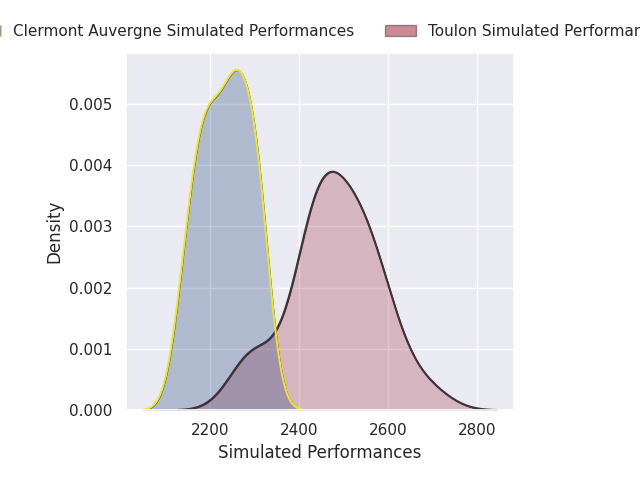 Clermont Auvergne Simulated Performances Toulon Simulated
0.005
0.004
0.003
0.002
0.001
0.000
Density
2200 2400 2600 2800
Simulated Performances